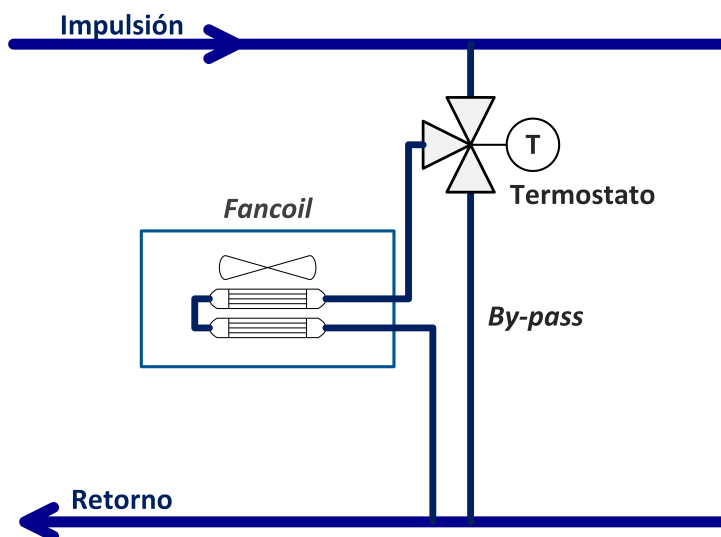 Impulsión
T
Termostato
Fancoil
By-pass
Retorno